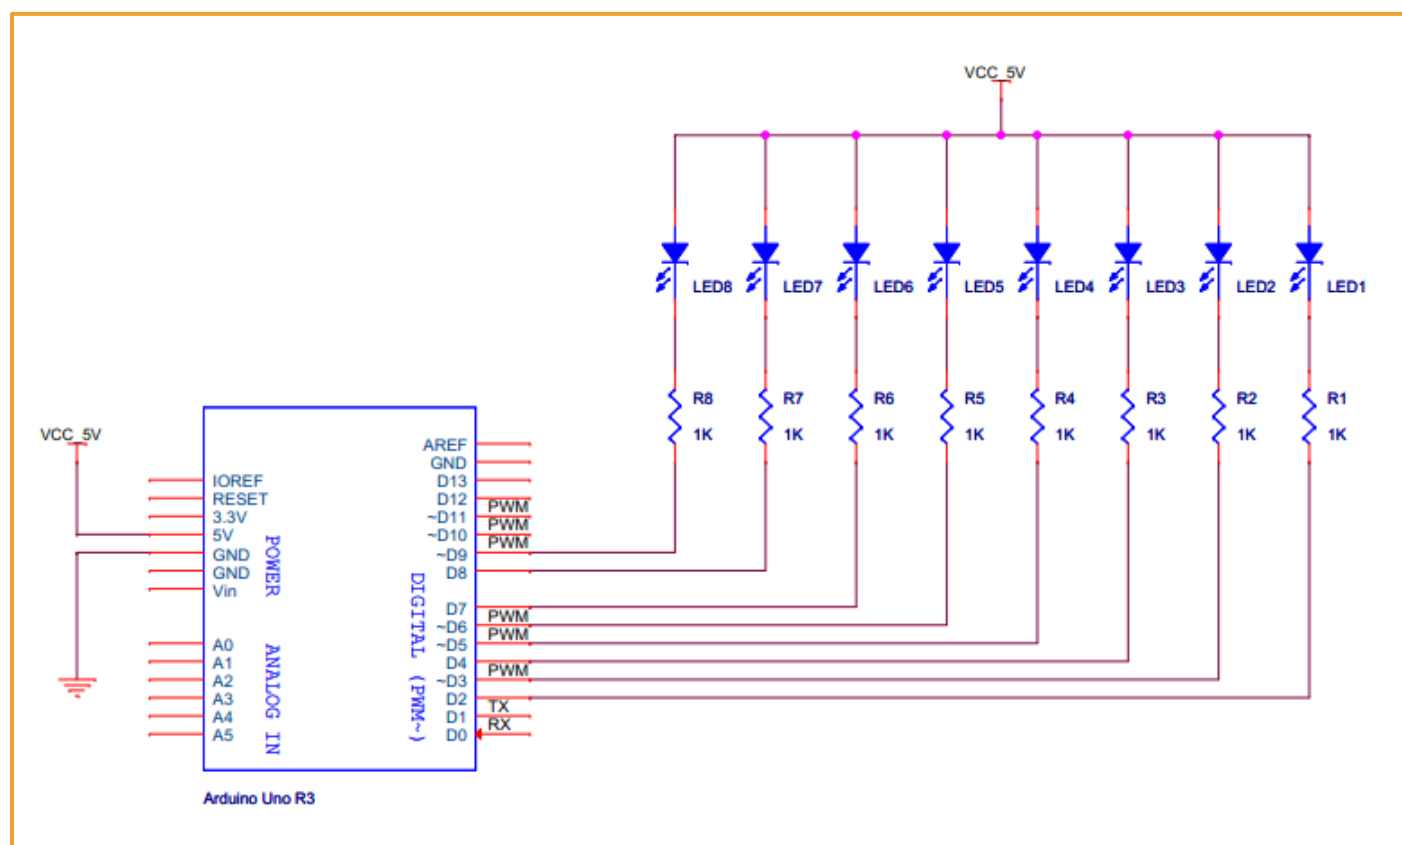 VCC_5V
LED8
LED7
LED6
LED5
LED4
LED3
LED2
LED1
R8
R7
R6
R5
R4
R3
R2
R1
1K
1K
1K
1K
1K
1K
1K
1K
VCC_5V
IOREF
RESET
3.3V
5V
GND
GND
Vin
POWER
A0
A1
A2
A3
A4
A5
ANALOG IN
AREF
GND
D13
D12
PWM
~D11
PWM
~D10
PWM
~D9
D8
D7
PWM
~D6
PWM
~D5
D4
PWM
~D3
D2
TX
D1
RX
D0
DIGITAL (PWM~)
Arduino Uno R3